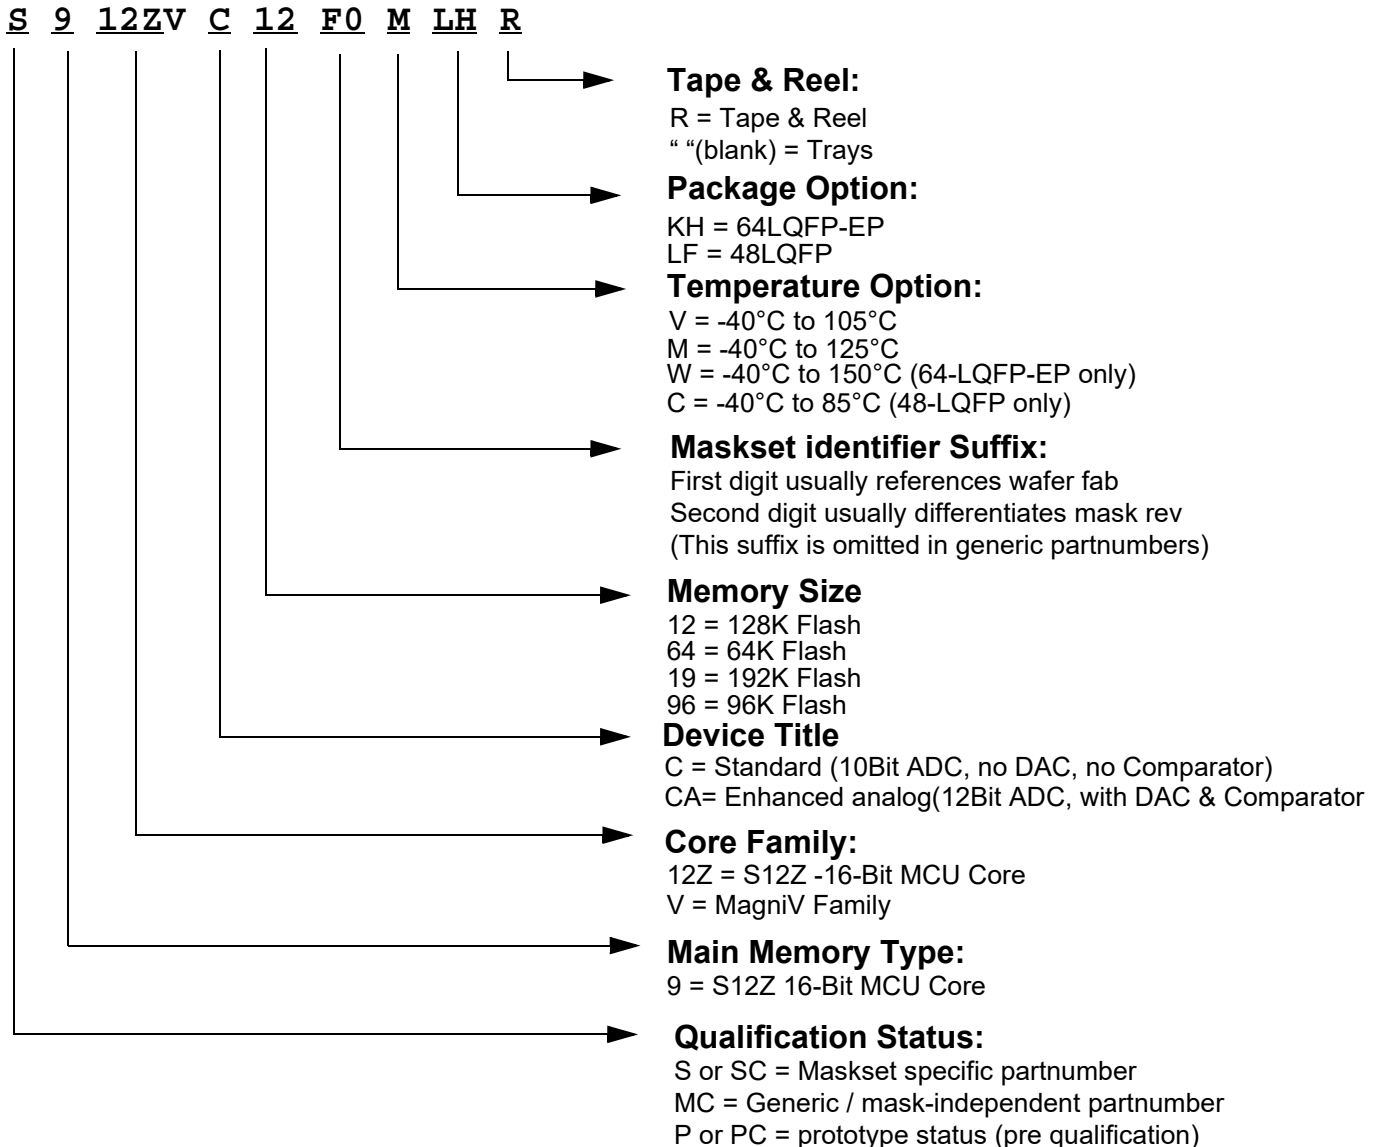 S 9 12ZV C 12 F0 M LH R
Tape & Reel:
R = Tape & Reel
“ “(blank) = Trays
Package Option:
KH = 64LQFP-EP
LF = 48LQFP
Temperature Option:
V = -40°C to 105°C
M = -40°C to 125°C
W = -40°C to 150°C (64-LQFP-EP only)
C = -40°C to 85°C (48-LQFP only)
Maskset identifier Suffix:
First digit usually references wafer fab
Second digit usually differentiates mask rev
(This suffix is omitted in generic partnumbers)
Memory Size
12 = 128K Flash
64 = 64K Flash
19 = 192K Flash
96 = 96K Flash
Device Title
C = Standard (10Bit ADC, no DAC, no Comparator)
CA= Enhanced analog(12Bit ADC, with DAC & Comparator
Core Family:
12Z = S12Z -16-Bit MCU Core
V = MagniV Family
Main Memory Type:
9 = S12Z 16-Bit MCU Core
Qualification Status:
S or SC = Maskset specific partnumber
MC = Generic / mask-independent partnumber
P or PC = prototype status (pre qualification)